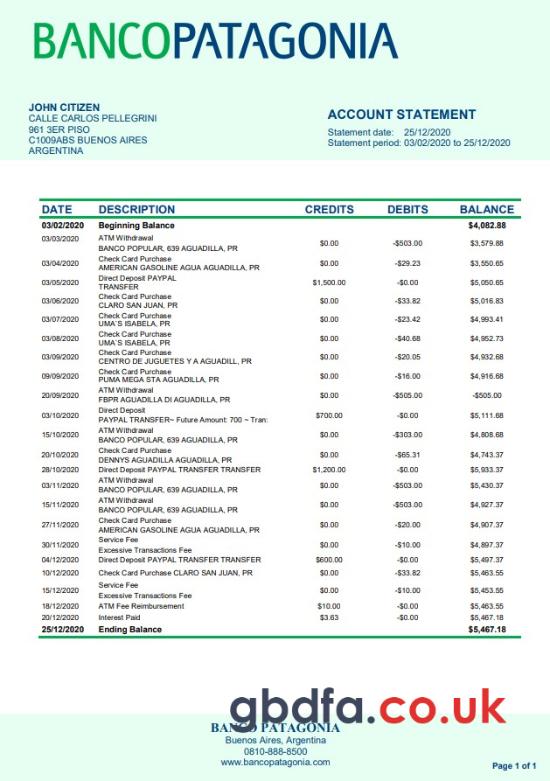 BANCOPATAGONIA
JOHN CITIZEN
CALLE CARLOS PELLEGRINI
961 3ER PISO
C1009ABS BUENOS AIRES
ARGENTINA
ACCOUNT STATEMENT
Statement date: 25/12/2020
Statement period: 03/02/2020 to 25/12/2020
DATE DESCRIPTION CREDITS DEBITS BALANCE
03/02/2020 Beginning Balance $4,082.88
03/03/2020 ATM Withdrawal
BANCO POPULAR, 639 AGUADILLA, PR $0.00 -$503.00 $3,579.88
03/04/2020 Check Card Purchase
AMERICAN GASOLINE AGUA AGUADILLA, PR $0.00 -$29.23 $3,550.65
03/05/2020 Direct Deposit PAYPAL
TRANSFER $1,500.00 -$0.00 $5,050.65
03/06/2020 Check Card Purchase
CLARO SAN JUAN, PR $0.00 -$33.82 $5,016.83
03/07/2020 Check Card Purchase
UMA'S ISABELA, PR $0.00 -$23.42 $4,993.41
03/08/2020 Check Card Purchase
UMA'S ISABELA, PR $0.00 -$40.68 $4,952.73
03/09/2020 Check Card Purchase
CENTRO DE JUGUETES Y A AGUADILL, PR $0.00 -$20.05 $4,932.68
09/09/2020 Check Card Purchase
PUMA MEGA STA AGUADILLA, PR $0.00 -$16.00 $4,916.68
20/09/2020 ATM Withdrawal
FBPR AGUADILLA DI AGUADILLA, PR $0.00 -$505.00 -$505.00
03/10/2020 Direct Deposit
PAYPAL TRANSFER~ Future Amount: 700 ~ Tran: $700.00 -$0.00 $5,111.68
15/10/2020 ATM Withdrawal
BANCO POPULAR, 639 AGUADILLA, PR $0.00 -$303.00 $4,808.68
20/10/2020 Check Card Purchase
DENNYS AGUADILLA AGUADILLA, PR $0.00 -$65.31 $4,743.37
28/10/2020 Direct Deposit PAYPAL TRANSFER TRANSFER $1,200.00 -$0.00 $5,933.37
03/11/2020 ATM Withdrawal
BANCO POPULAR, 639 AGUADILLA, PR $0.00 -$503.00 $5,430.37
15/11/2020 ATM Withdrawal
BANCO POPULAR, 639 AGUADILLA, PR $0.00 -$503.00 $4,927.37
27/11/2020 Check Card Purchase
AMERICAN GASOLINE AGUA AGUADILLA, PR $0.00 -$20.00 $4,907.37
30/11/2020 Service Fee
Excessive Transactions Fee $0.00 -$10.00 $4,897.37
04/12/2020 Direct Deposit PAYPAL TRANSFER TRANSFER $600.00 -$0.00 $5,497.37
10/12/2020 Check Card Purchase CLARO SAN JUAN, PR $0.00 -$33.82 $5,463.55
15/12/2020 Service Fee
Excessive Transactions Fee $0.00 -$10.00 $5,453.55
18/12/2020 ATM Fee Reimbursement $10.00 -$0.00 $5,463.55
20/12/2020 Interest Paid $3.63 -$0.00 $5,467.18
25/12/2020 Ending Balance $5,467.18
gbdfa.co.uk
BANCO PATAGONIA
Buenos Aires, Argentina
0810-888-8500
www.bancopatagonia.com
Page 1 of 1